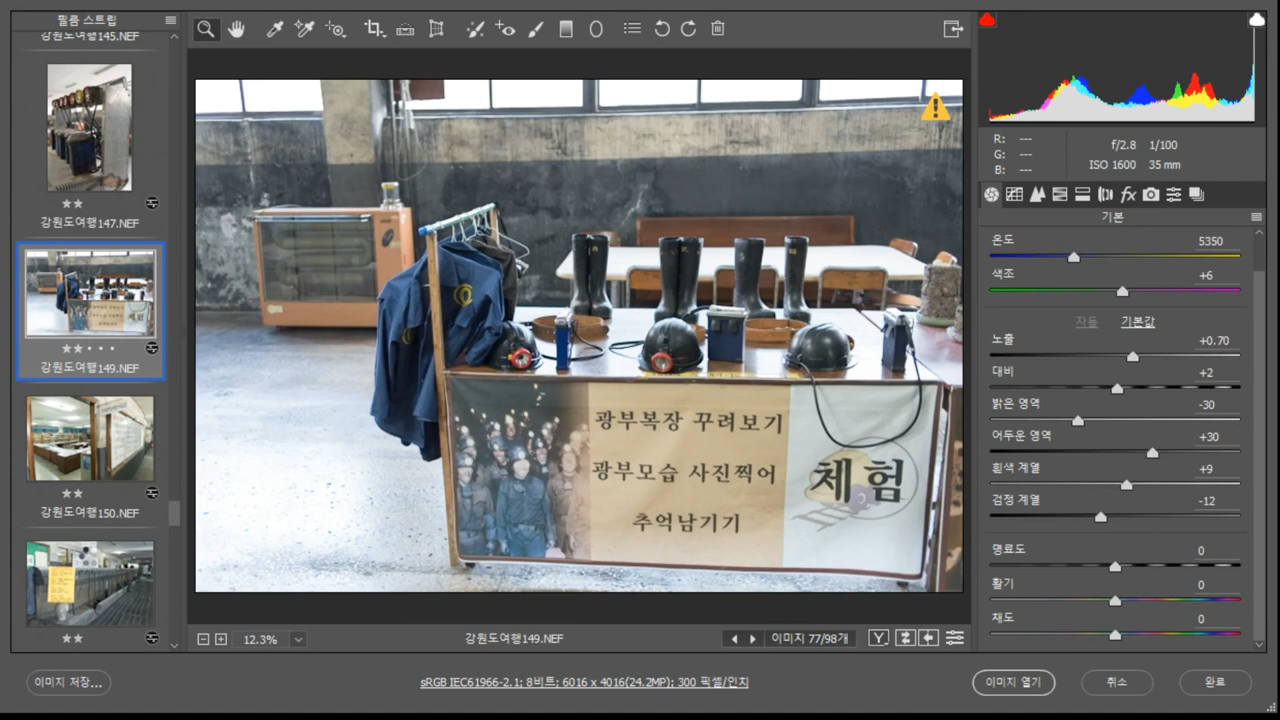 필름 스트립
강원도여행145.NEF
강원도여행147.NEF
강원도여행149.NEF
강원도여행150.NEF
광부복장 꾸려보기
광부모습 사진찍어
추억남기기
체험
12.3%
강원도여행149.NEF
이미지 77/98개
Y
R: ---
G: ---
B: ---
f/2.8 1/100
ISO 1600 35 mm
fx
기본
온도 5350
색조 +6
자동 기본값
노출 +0.70
대비 +2
밝은 영역 -30
어두운 영역 +30
흰색 계열 +9
검정 계열 -12
명료도 0
활기 0
채도 0
이미지 저장...
sRGB IEC61966-2.1; 8비트; 6016 x 4016(24.2MP); 300 픽셀/인치
이미지 열기
취소
완료